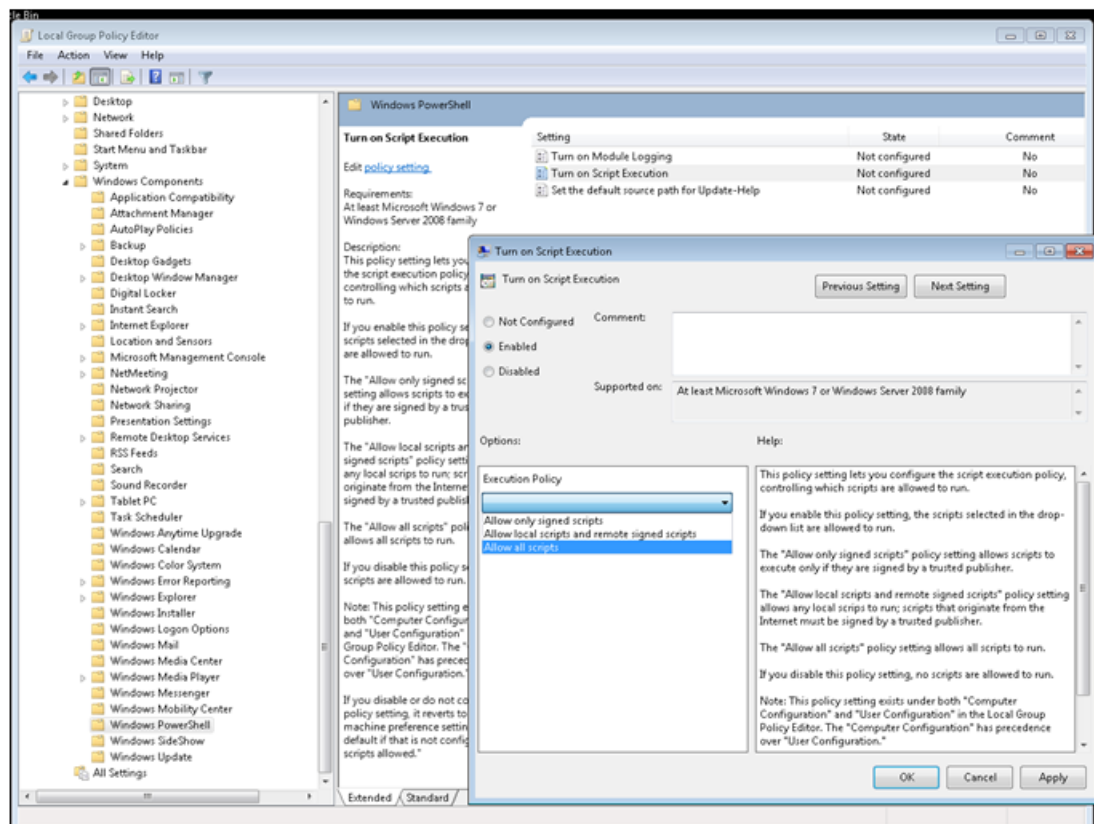 le Bin
Local Group Policy Editor
File Action View Help
Desktop
Network
Shared Folders
Start Menu and Taskbar
System
Windows Components
Application Compatibility
Attachment Manager
AutoPlay Policies
Backup
Desktop Gadgets
Desktop Window Manager
Digital Locker
Instant Search
Internet Explorer
Location and Sensors
Microsoft Management Console
NetMeeting
Network Projector
Network Sharing
Presentation Settings
Remote Desktop Services
RSS Feeds
Search
Sound Recorder
Tablet PC
Task Scheduler
Windows Anytime Upgrade
Windows Calendar
Windows Color System
Windows Error Reporting
Windows Explorer
Windows Installer
Windows Logon Options
Windows Mail
Windows Media Center
Windows Media Player
Windows Messenger
Windows Mobility Center
Windows PowerShell
Windows SideShow
Windows Update
All Settings
Windows PowerShell
Turn on Script Execution
Edit policy setting
Requirements:
At least Microsoft Windows 7 or
Windows Server 2008 family
Description:
This policy setting lets you
the script execution policy
controlling which scripts a
to run.
If you enable this policy se
scripts selected in the drop
are allowed to run.
The "Allow only signed sc
setting allows scripts to ex
if they are signed by a trus
publisher.
The "Allow local scripts an
signed scripts" policy setti
any local scrips to run; scr
originate from the Interne
signed by a trusted publis
The "Allow all scripts" poli
allows all scripts to run.
If you disable this policy s
scripts are allowed to run.
Note: This policy setting e
both "Computer Configur
and "User Configuration"
Group Policy Editor. The "
Configuration" has preced
over "User Configuration."
If you disable or do not co
policy setting, it reverts to
machine preference settin
default if that is not config
scripts allowed."
Extended Standard
Setting State Comment
Turn on Module Logging Not configured No
Turn on Script Execution Not configured No
Set the default source path for Update-Help Not configured No
Turn on Script Execution
Turn on Script Execution
Previous Setting Next Setting
Not Configured
Enabled
Disabled
Comment:
Supported on: At least Microsoft Windows 7 or Windows Server 2008 family
Options:
Help:
Execution Policy
Allow only signed scripts
Allow local scripts and remote signed scripts
Allow all scripts
This policy setting lets you configure the script execution policy,
controlling which scripts are allowed to run.
If you enable this policy setting, the scripts selected in the drop-
down list are allowed to run.
The "Allow only signed scripts" policy setting allows scripts to
execute only if they are signed by a trusted publisher.
The "Allow local scripts and remote signed scripts" policy setting
allows any local scrips to run; scripts that originate from the
Internet must be signed by a trusted publisher.
The "Allow all scripts" policy setting allows all scripts to run.
If you disable this policy setting, no scripts are allowed to run.
Note: This policy setting exists under both "Computer
Configuration" and "User Configuration" in the Local Group
Policy Editor. The "Computer Configuration" has precedence
over "User Configuration."
OK Cancel Apply